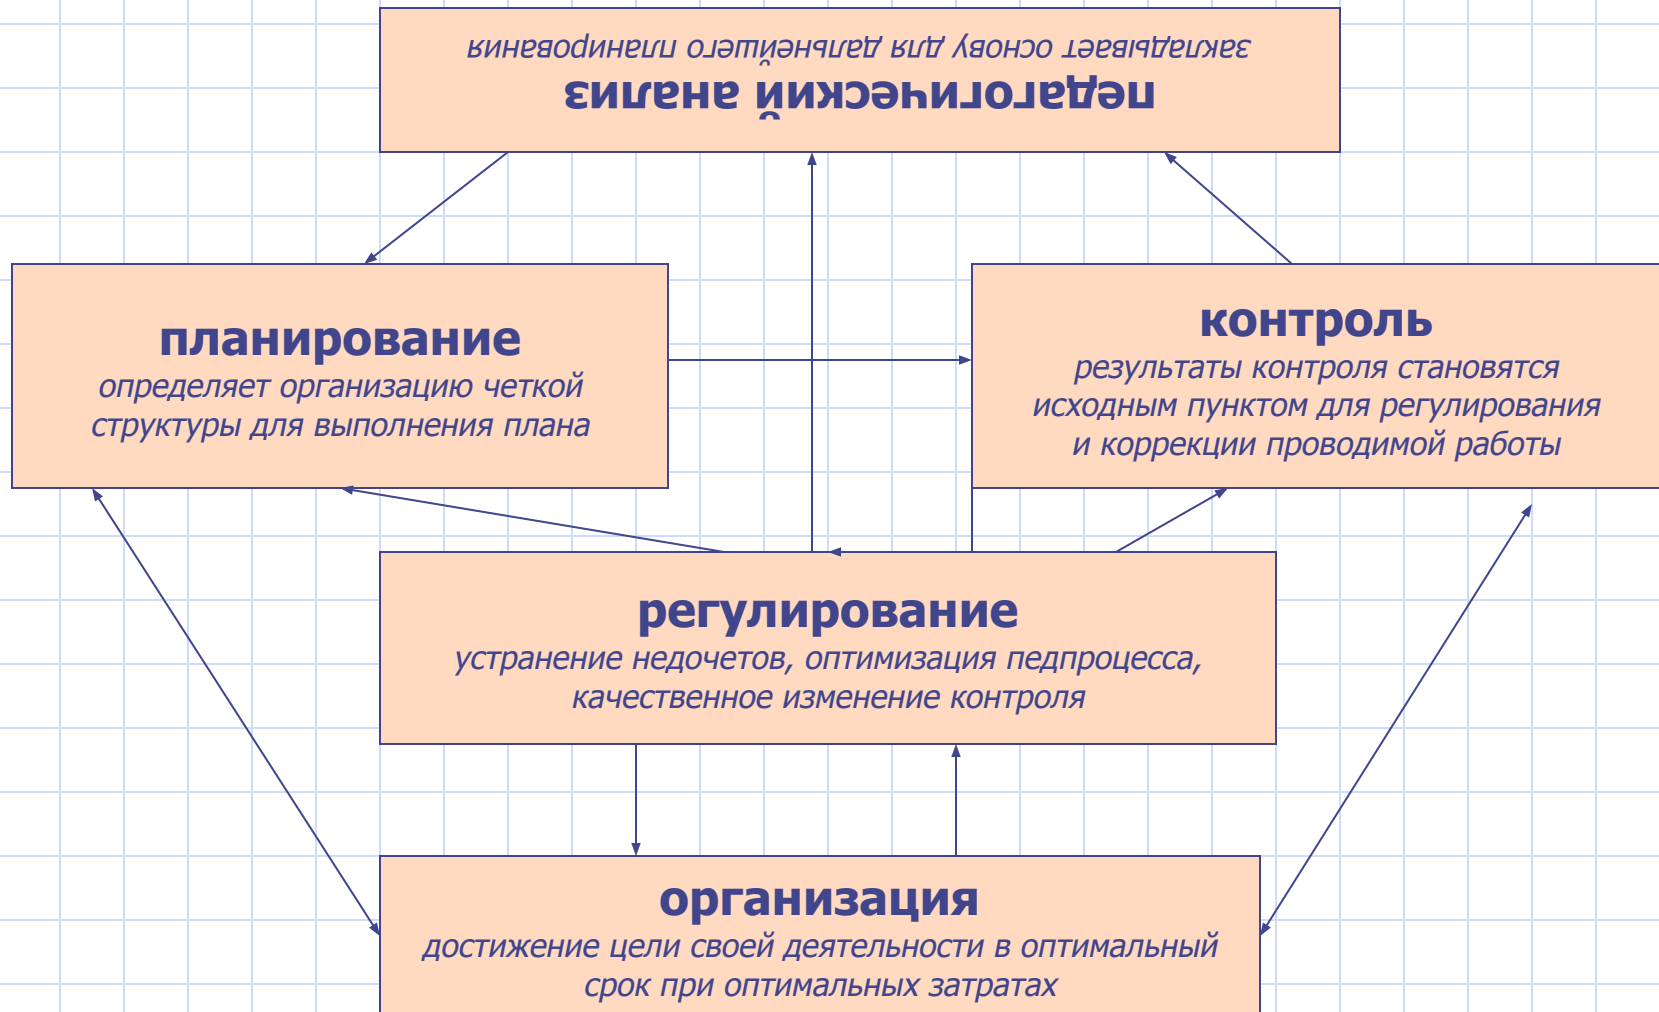 педагогический анализ
закладывает основу для дальнейшего планирования
планирование
определяет организацию четкой
структуры для выполнения плана
контроль
результаты контроля становятся
исходным пунктом для регулирования
и коррекции проводимой работы
регулирование
устранение недочетов, оптимизация педпроцесса,
качественное изменение контроля
организация
достижение цели своей деятельности в оптимальный
срок при оптимальных затратах